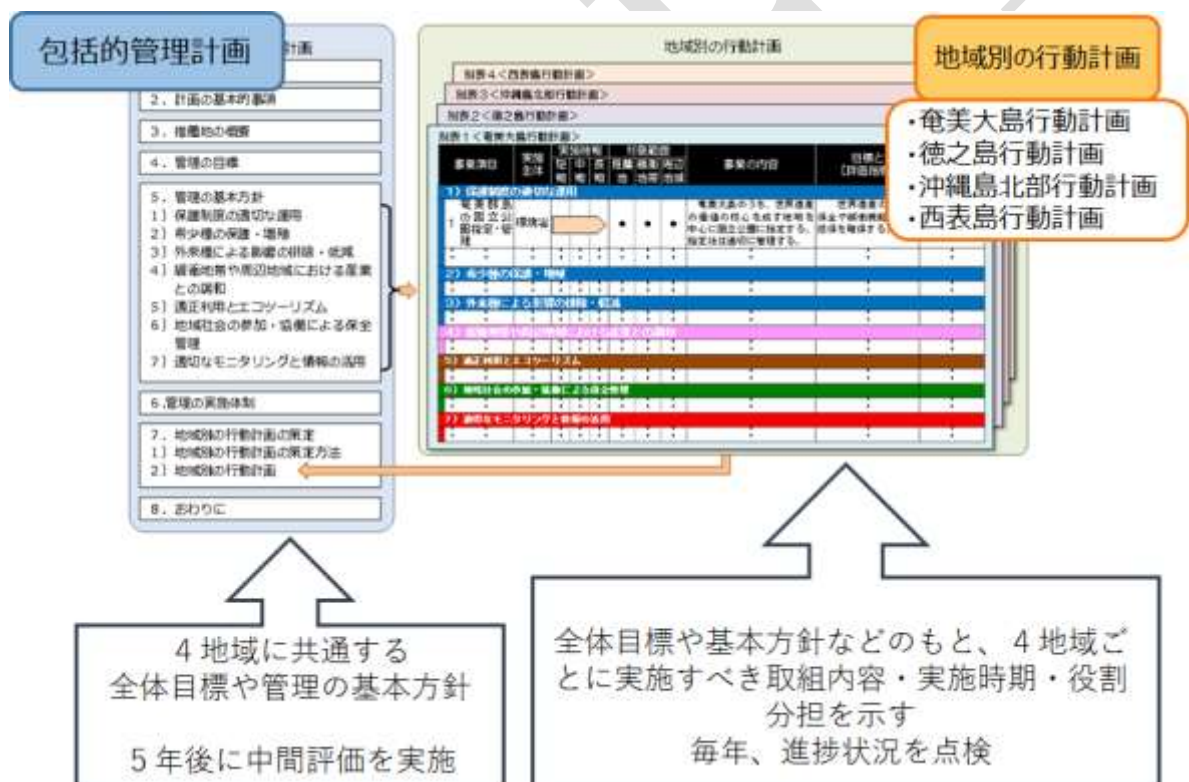 包括的管理計画
計画
2. 計画の基本的事項
3. 推薦地の概要
4. 管理の目標
5. 管理の基本方針
1) 保護制度の適切な運用
2) 希少種の保護・増殖
3) 外来種による影響の排除・低減
4) 緩衝地帯や周辺地域における産業
との調和
5) 適正利用とエコツーリズム
6) 地域社会の参加・協働による保全
管理
7) 適切なモニタリングと情報の活用
6.管理の実施体制
7. 地域別の行動計画の策定
1) 地域別の行動計画の策定方法
2) 地域別の行動計画
8. おわりに
地域別の行動計画
別表4<西表島行動計画>
別表3<沖縄島北部行動計画>
別表2<徳之島行動計画>
別表1<奄美大島行動計画>
事業項目
実施
主体
事業の内容
1) 保護制度の適切な運用
1
環境省
2) 希少種の保護・増殖
3) 外来種による影響の排除・低減
5) 適正利用とエコツーリズム
6) 地域社会の参加・協働による保全管理
7) 適切なモニタリングと情報の活用
地域別の行動計画
・奄美大島行動計画
・徳之島行動計画
・沖縄島北部行動計画
・西表島行動計画
4地域に共通する
全体目標や管理の基本方針
5年後に中間評価を実施
全体目標や基本方針などのもと、4地域ご
とに実施すべき取組内容・実施時期・役割
分担を示す
毎年、進捗状況を点検